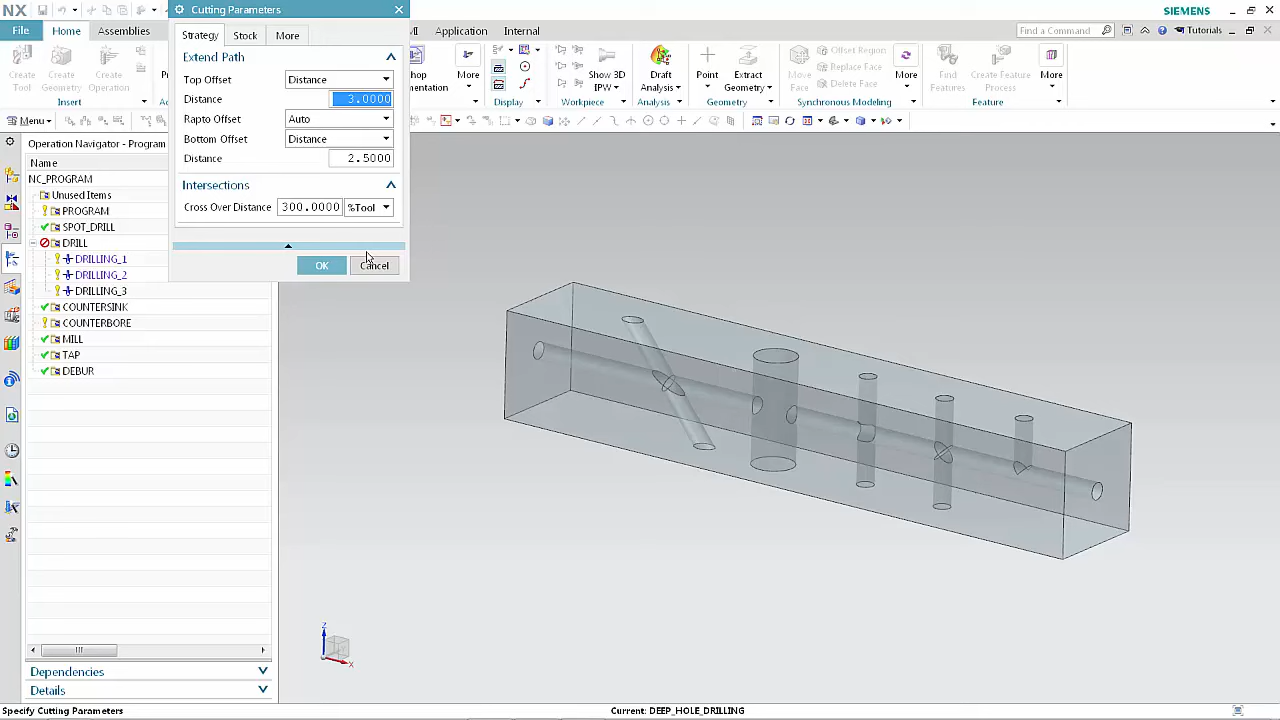 NX
Cutting Parameters
SIEMENS
File
Home
Assemblies
Application
Internal
Find a Command
Tutorials
Strategy
Stock
More
Extend Path
Top Offset
Distance
Distance
3.0000
Rapto Offset
Auto
Bottom Offset
Distance
Distance
2.5000
Intersections
Cross Over Distance
300.0000
%Tool
OK
Cancel
Create Tool
Create Geometry
Create Operation
Insert
More
Display
Show 3D IPW
Workpiece
Draft Analysis
Analysis
Point
Extract Geometry
Geometry
Move Face
Offset Region
Replace Face
Delete Face
More
Synchronous Modeling
Find Features
Create Feature Process
More
Feature
Menu
Operation Navigator - Program
Name
NC_PROGRAM
Unused Items
PROGRAM
SPOT_DRILL
DRILL
DRILLING_1
DRILLING_2
DRILLING_3
COUNTERSINK
COUNTERBORE
MILL
TAP
DEBUR
Z
X
Dependencies
Details
Specify Cutting Parameters
Current: DEEP_HOLE_DRILLING